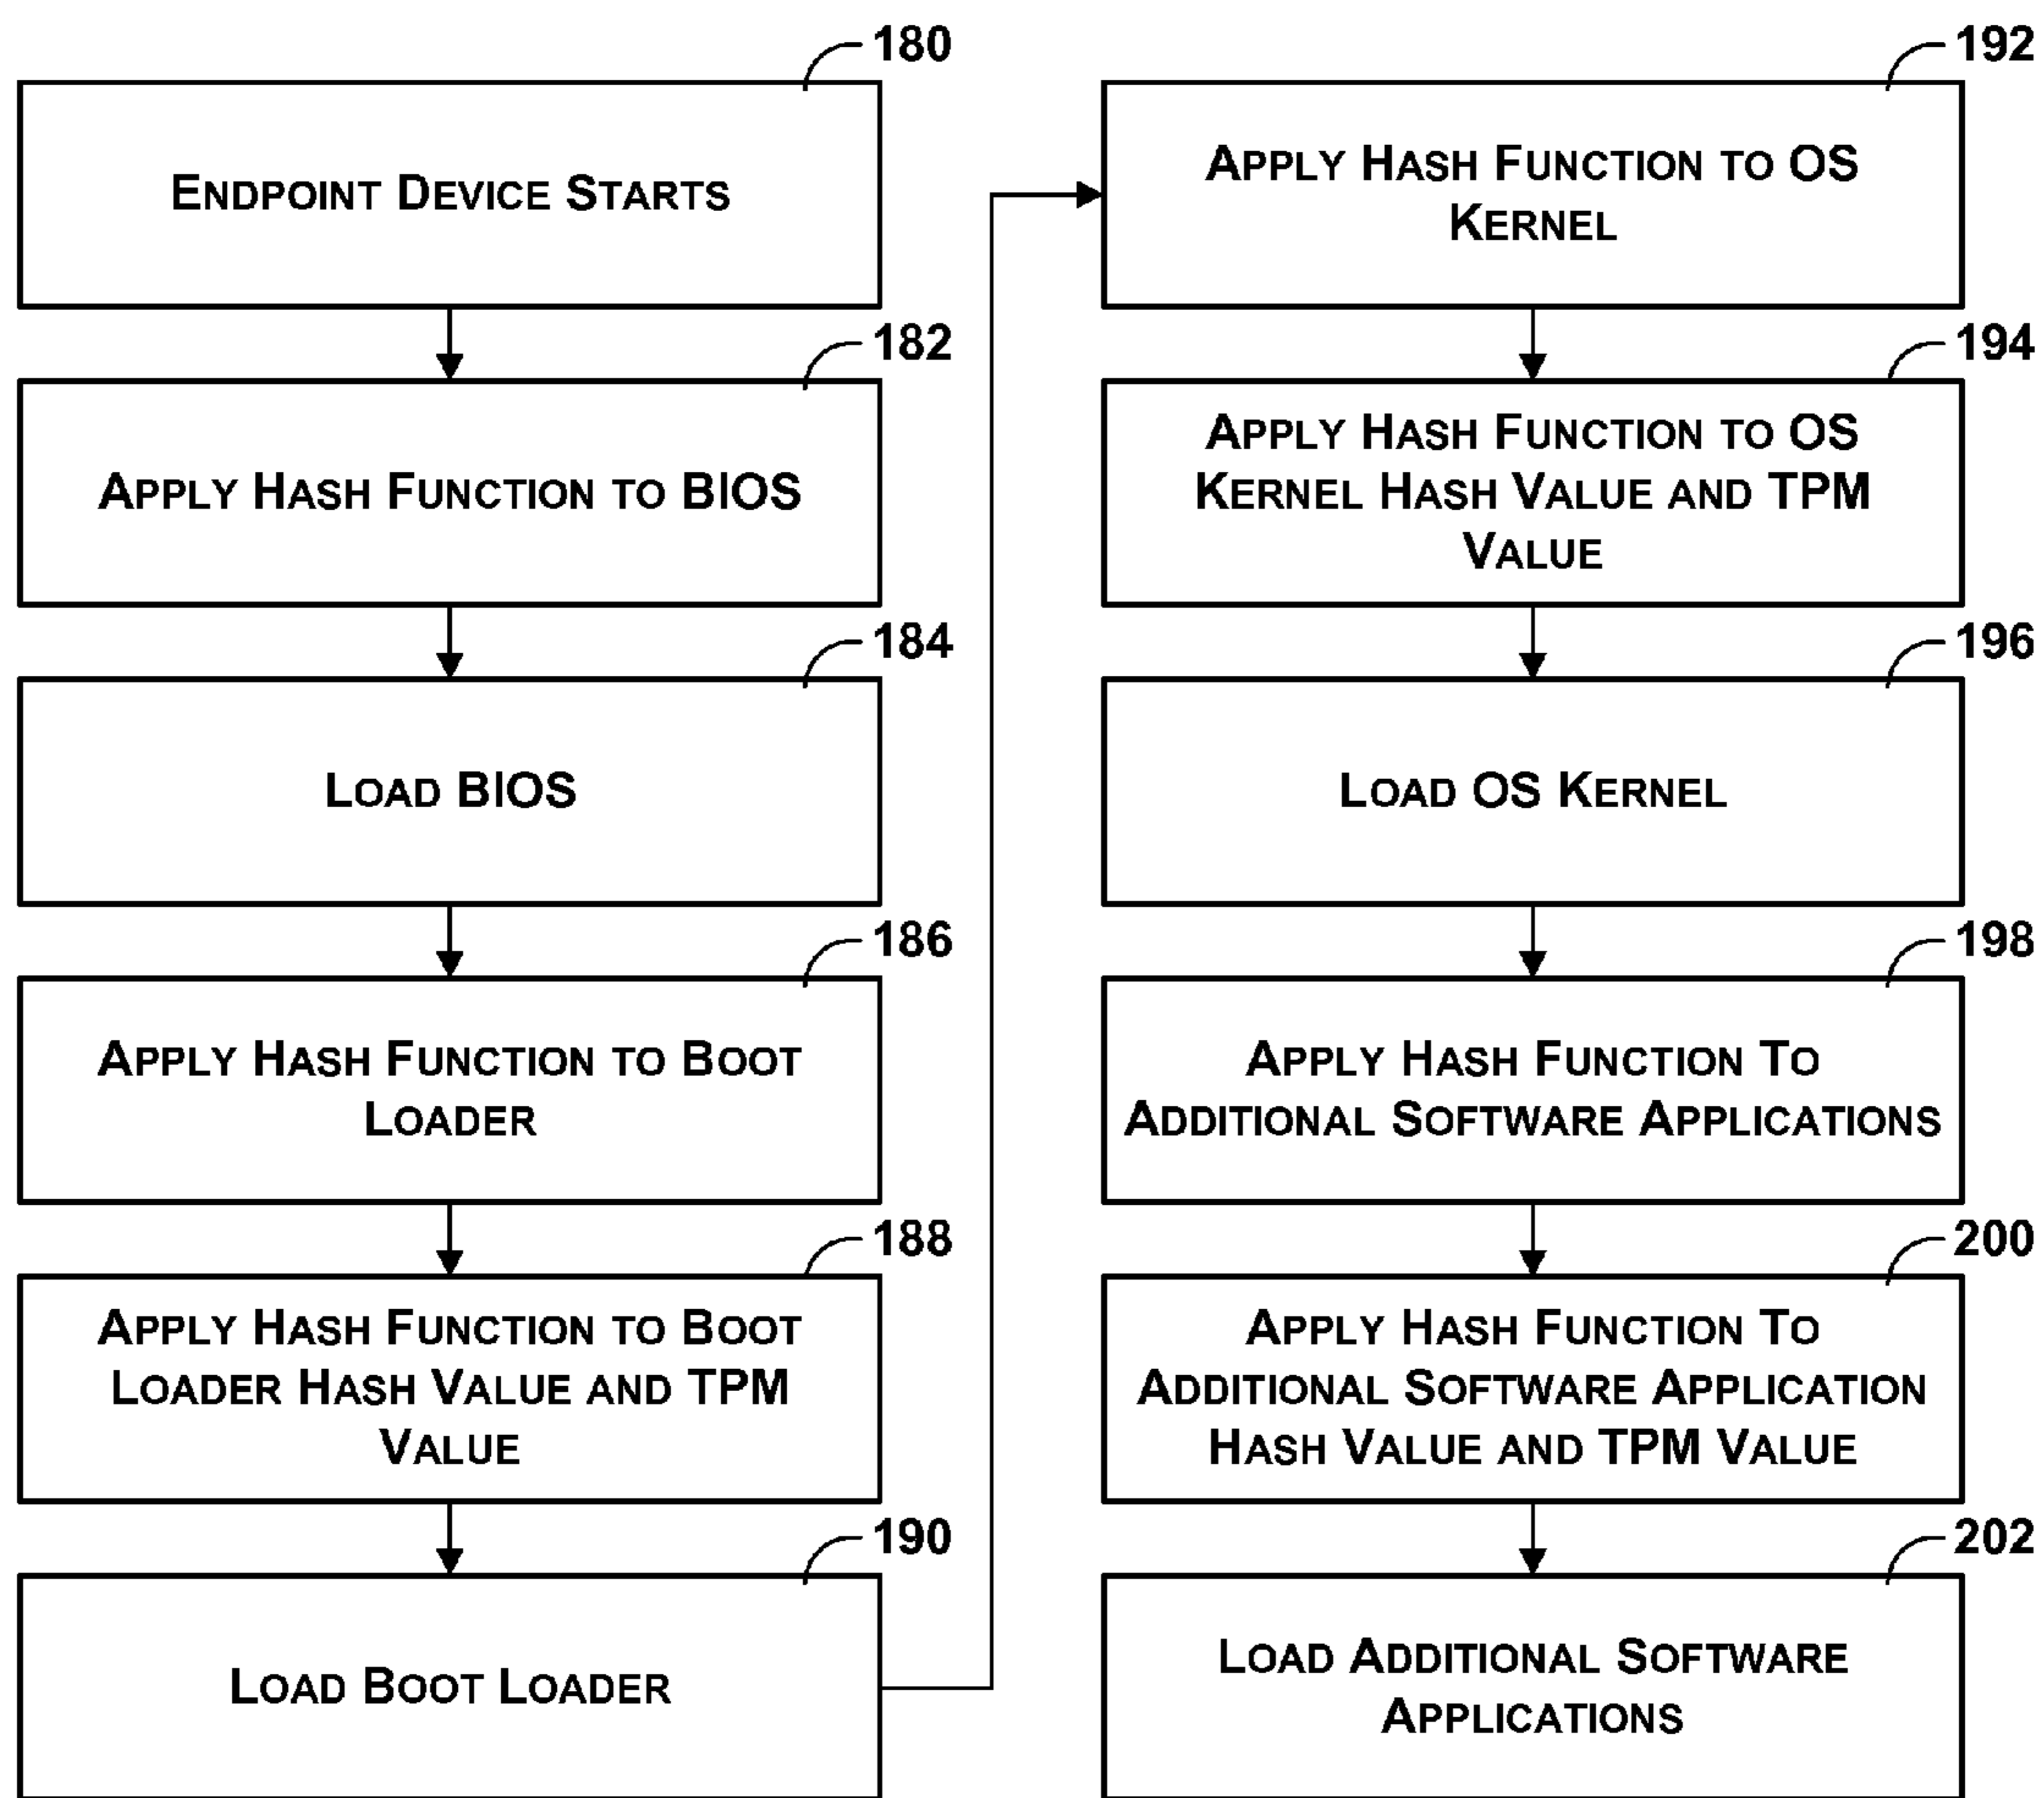 180
ENDPOINT DEVICE STARTS
182
APPLY HASH FUNCTION TO BIOS
184
LOAD BIOS
186
APPLY HASH FUNCTION TO BOOT
LOADER
188
APPLY HASH FUNCTION TO BOOT
LOADER HASH VALUE AND TPM
VALUE
190
LOAD BOOT LOADER
192
APPLY HASH FUNCTION TO OS
KERNEL
194
APPLY HASH FUNCTION TO OS
KERNEL HASH VALUE AND TPM
VALUE
196
LOAD OS KERNEL
198
APPLY HASH FUNCTION TO
ADDITIONAL SOFTWARE APPLICATIONS
200
APPLY HASH FUNCTION TO
ADDITIONAL SOFTWARE APPLICATION
HASH VALUE AND TPM VALUE
202
LOAD ADDITIONAL SOFTWARE
APPLICATIONS